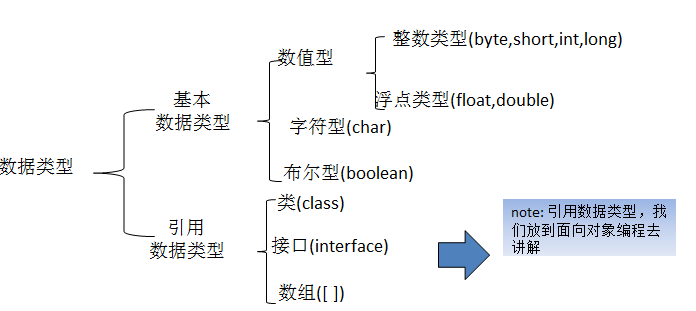 数据类型
基本
数据类型
数值型
整数类型(byte,short,int,long)
浮点类型(float,double)
字符型(char)
布尔型(boolean)
引用
数据类型
类(class)
接口(interface)
数组([ ])
note: 引用数据类型，我
们放到面向对象编程去
讲解